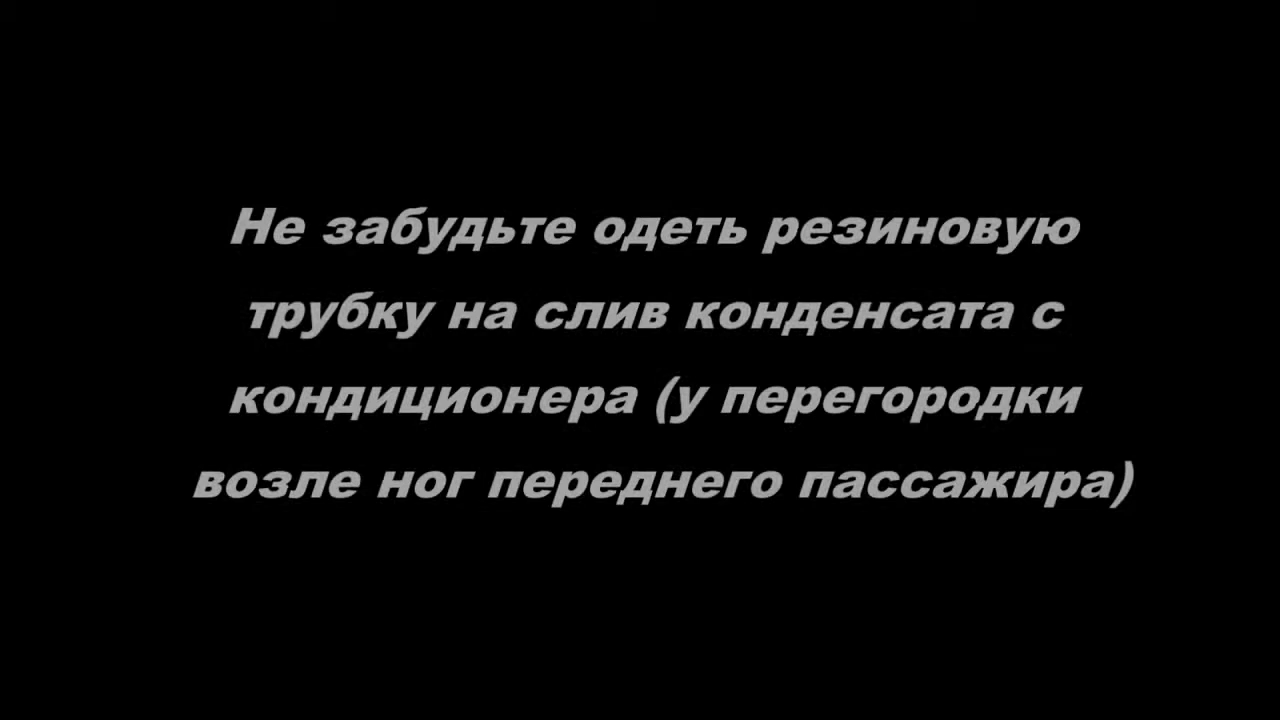 Не забудьте одеть резиновую
трубку на слив конденсата с
кондиционера (у перегородки
возле ног переднего пассажира)